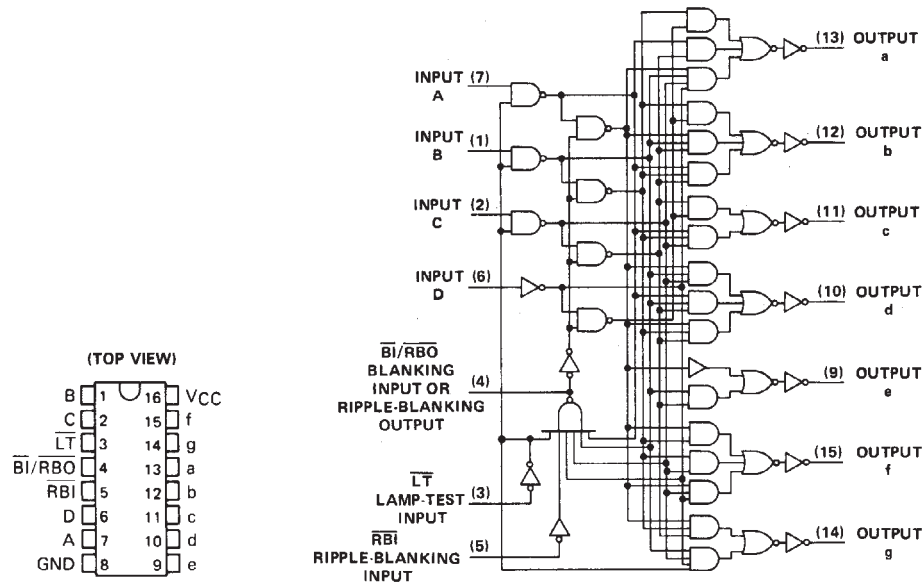 (13) OUTPUT
a
INPUT (7)
A
INPUT (1)
B
(12) OUTPUT
b
INPUT (2)
C
(11) OUTPUT
c
INPUT (6)
D
(10) OUTPUT
d
(TOP VIEW)
BI/RBO
BLANKING
INPUT OR (4)
RIPPLE-BLANKING
OUTPUT
(9) OUTPUT
e
B 1 16 VCC
C 2 15 f
LT 3 14 g
BI/RBO 4 13 a
RBI 5 12 b
D 6 11 c
A 7 10 d
GND 8 9 e
(15) OUTPUT
f
LT
(3) LAMP-TEST
INPUT
(14) OUTPUT
g
RBI
(5) RIPPLE-BLANKING
INPUT